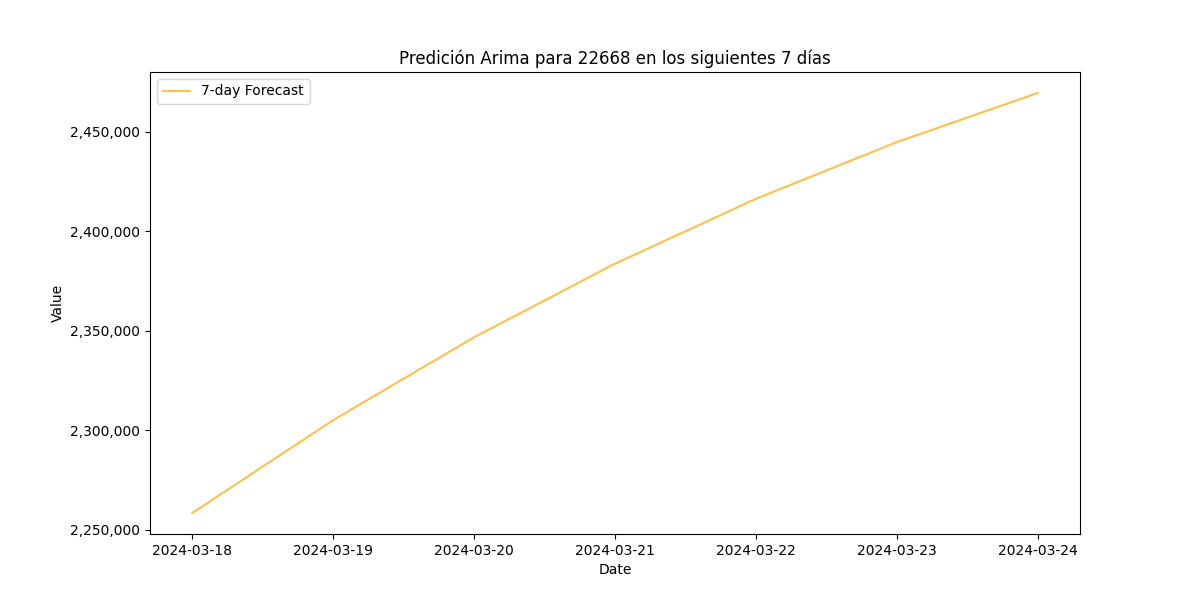 Predición Arima para 22668 en los siguientes 7 días
7-day Forecast
Value
2,450,000
2,400,000
2,350,000
2,300,000
2,250,000
2024-03-18 2024-03-19 2024-03-20 2024-03-21 2024-03-22 2024-03-23 2024-03-24
Date